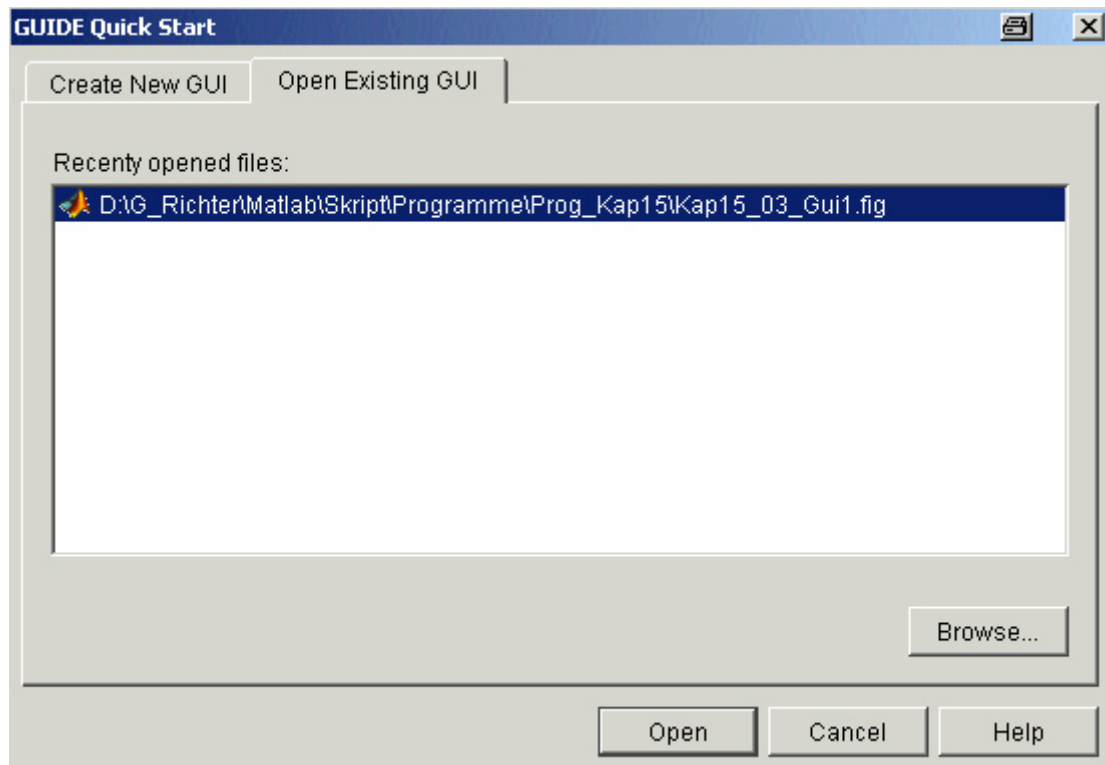 GUIDE Quick Start
Create New GUI
Open Existing GUI
Recenty opened files:
D:\G_Richter\Matlab\Skript\Programme\Prog_Kap15\Kap15_03_Gui1.fig
Browse...
Open
Cancel
Help